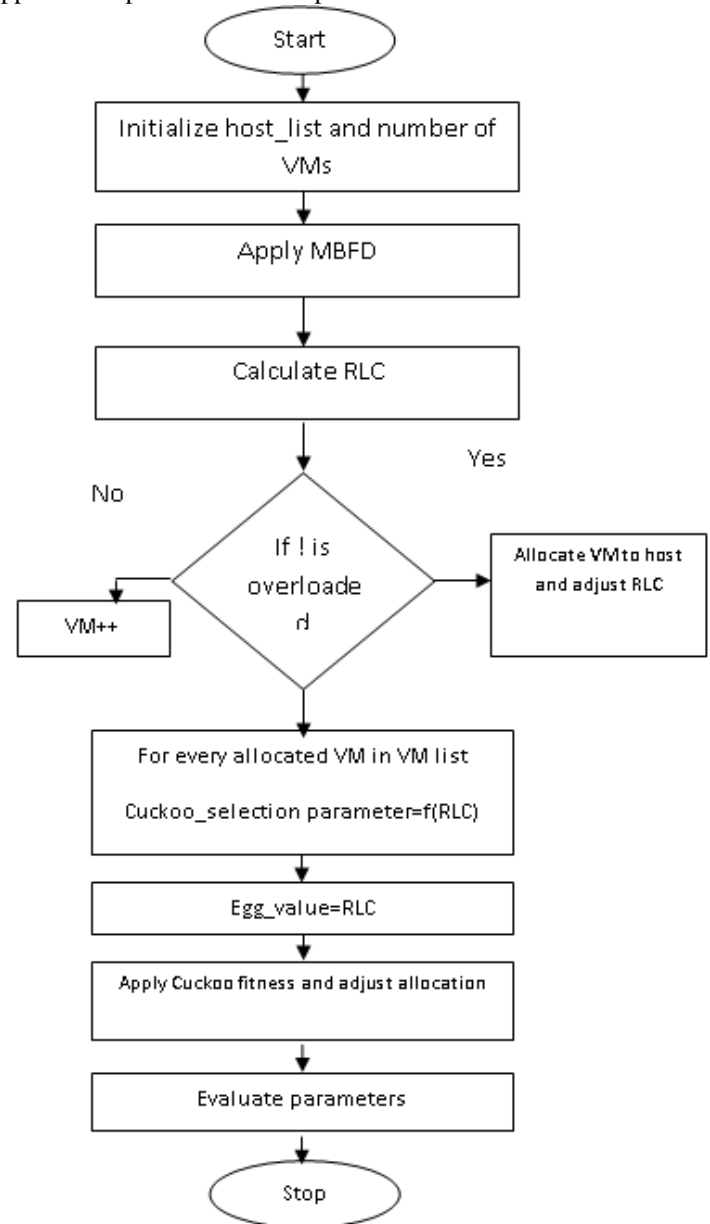 Start
Initialize host_list and number of
VMs
Apply MBFD
Calculate RLC
Yes
No
If ! is
overloade
d
Allocate VM to host
and adjust RLC
VM++
For every allocated VM in VM list
Cuckoo_selection parameter=f(RLC)
Egg_value=RLC
Apply Cuckoo fitness and adjust allocation
Evaluate parameters
Stop